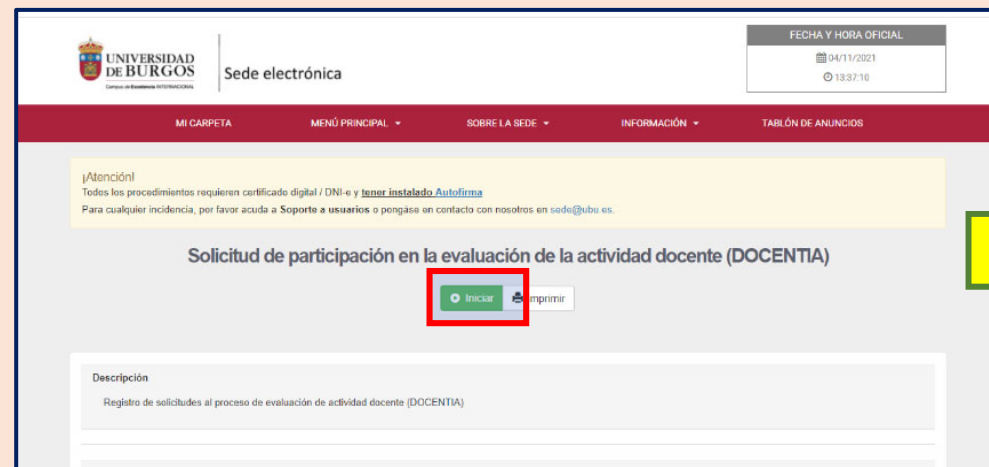 UNIVERSIDAD
DE BURGOS
Campus de Excelencia INTERNACIONAL
Sede electrónica
FECHA Y HORA OFICIAL
04/11/2021
13:37:10
MI CARPETA
MENÚ PRINCIPAL
SOBRE LA SEDE
INFORMACIÓN
TABLÓN DE ANUNCIOS
¡Atención!
Todos los procedimientos requieren certificado digital / DNI-e y tener instalado Autofirma
Para cualquier incidencia, por favor acuda a Soporte a usuarios o pongáse en contacto con nosotros en sede@ubu.es.
Solicitud de participación en la evaluación de la actividad docente (DOCENTIA)
Iniciar
Imprimir
Descripción
Registro de solicitudes al proceso de evaluación de actividad docente (DOCENTIA)